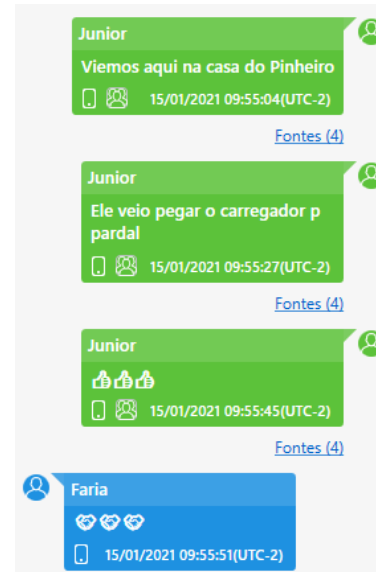 Junior
Viemos aqui na casa do Pinheiro
15/01/2021 09:55:04(UTC-2)
Fontes (4)
Junior
Ele veio pegar o carregador p
pardal
15/01/2021 09:55:27(UTC-2)
Fontes (4)
Junior
👍👍👍
15/01/2021 09:55:45(UTC-2)
Fontes (4)
Faria
🤝🤝🤝
15/01/2021 09:55:51(UTC-2)